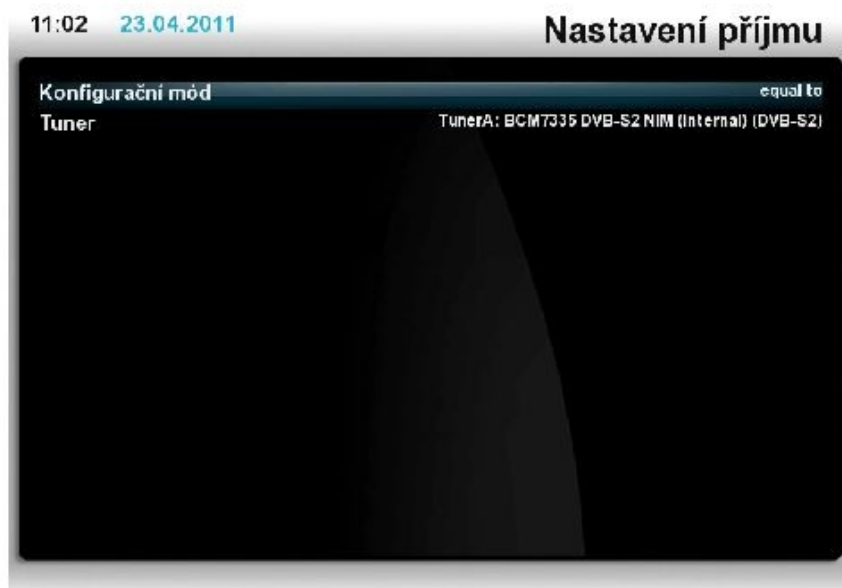 11:02 23.04.2011 Nastavení příjmu
Konfigurační mód equal to
Tuner TunerA: BCM7335 DVB-S2 NIM (Internal) (DVB-S2)